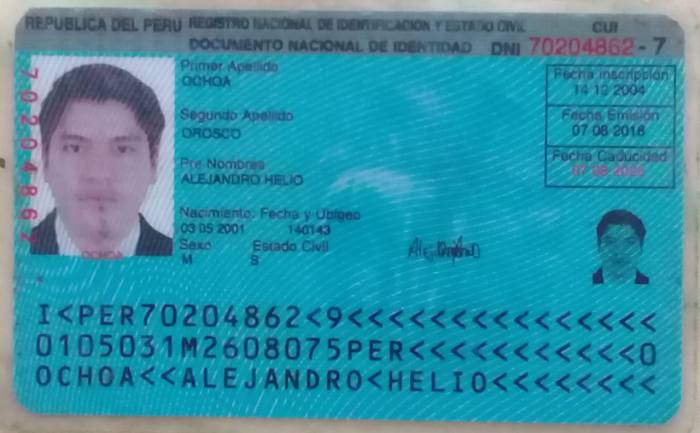 REPUBLICA DEL PERU REGISTRO NACIONAL DE IDENTIFICACION Y ESTADO CIVIL CUI
DOCUMENTO NACIONAL DE IDENTIDAD DNI 70204862 - 7
70204862
Primer Apellido
OCHOA
Segundo Apellido
OROSCO
Pre Nombres
ALEJANDRO HELIO
Nacimiento: Fecha y Ubigeo
03 05 2001 140143
Sexo Estado Civil
M S
Fecha Inscripción
14 12 2004
Fecha Emisión
07 08 2018
Fecha Caducidad
07 08 2026
OCHOA
I<PER70204862<9<<<<<<<<<<<<<<<
0105031M2608075PER<<<<<<<<<<<0
OCHOA<<ALEJANDRO<HELIO<<<<<<<<